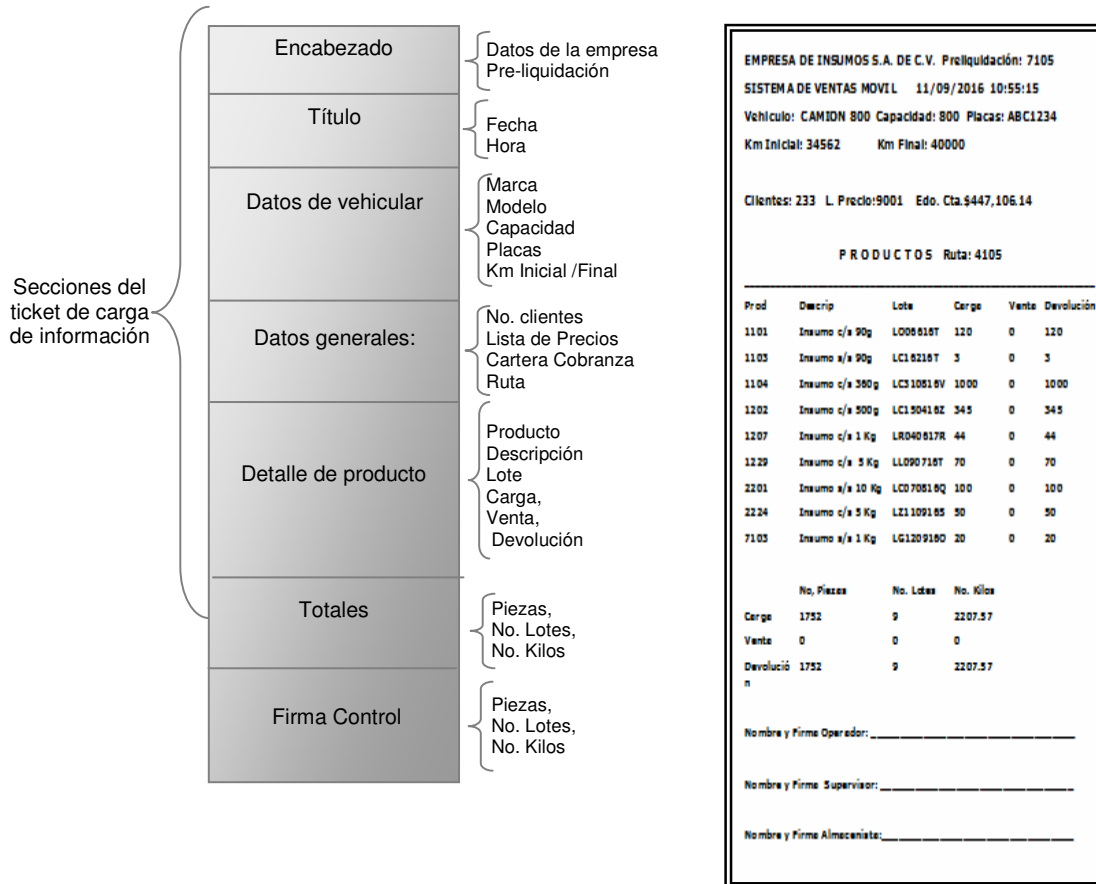 Secciones del
ticket de carga
de información
Encabezado
Datos de la empresa
Pre-liquidación
Título
Fecha
Hora
Datos de vehicular
Marca
Modelo
Capacidad
Placas
Km Inicial /Final
Datos generales:
No. clientes
Lista de Precios
Cartera Cobranza
Ruta
Detalle de producto
Producto
Descripción
Lote
Carga,
Venta,
Devolución
Totales
Piezas,
No. Lotes,
No. Kilos
Firma Control
Piezas,
No. Lotes,
No. Kilos
EMPRESA DE INSUMOS S.A. DE C.V. Preliquidación: 7105
SISTEMA DE VENTAS MOVIL 11/09/2016 10:55:15
Vehiculo: CAMION 800 Capacidad: 800 Placas: ABC1234
Km Inicial: 34562 Km Final: 40000
Clientes: 233 L. Precio:9001 Edo. Cta.$447,106.14
P R O D U C T O S Ruta: 4105
Prod Descrip Lote Carga Venta Devolución
1101 Insumo c/s 90g LO06616T 120 0 120
1103 Insumo s/s 90g LC16216T 3 0 3
1104 Insumo c/s 360g LC310816V 1000 0 1000
1202 Insumo c/s 500g LC150416Z 345 0 345
1207 Insumo c/s 1 Kg LR040617R 44 0 44
1229 Insumo c/s 5 Kg LL090716T 70 0 70
2201 Insumo s/s 10 Kg LC070816Q 100 0 100
2224 Insumo c/s 5 Kg LZ110916S 50 0 50
7103 Insumo s/s 1 Kg LG120916O 20 0 20
No, Piezas No. Lotes No. Kilos
Carga 1752 9 2207.57
Venta 0 0 0
Devolució 1752 9 2207.57
n
Nombre y Firma Operador:
Nombre y Firma Supervisor:
Nombre y Firma Almacenista: